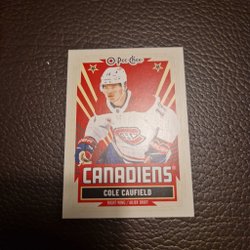 O-Pee-Chee
CANADIENS
COLE CAUFIELD
RIGHT WING / AILIER DROIT